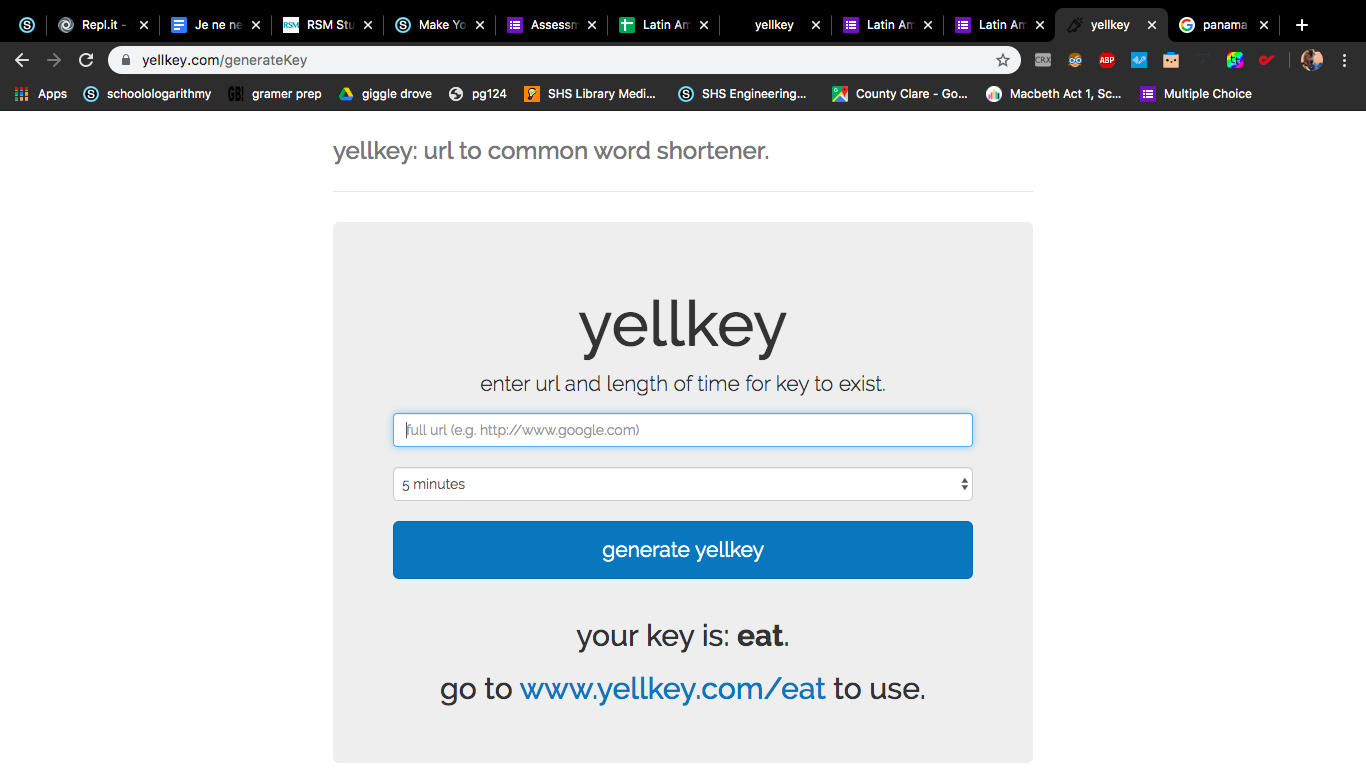 Repl.it -
Je ne ne
RSM RSM Stu
Make Yo
Assessm
Latin Am
yellkey
Latin Am
Latin Am
yellkey
panama
yellkey.com/generateKey
CRX
ABP
Apps
schoolologarithmy
GB! gramer prep
giggle drove
pg124
SHS Library Medi...
SHS Engineering...
County Clare - Go...
Macbeth Act 1, Sc...
Multiple Choice
yellkey: url to common word shortener.
yellkey
enter url and length of time for key to exist.
full url (e.g. http://www.google.com)
5 minutes
generate yellkey
your key is: eat.
go to www.yellkey.com/eat to use.